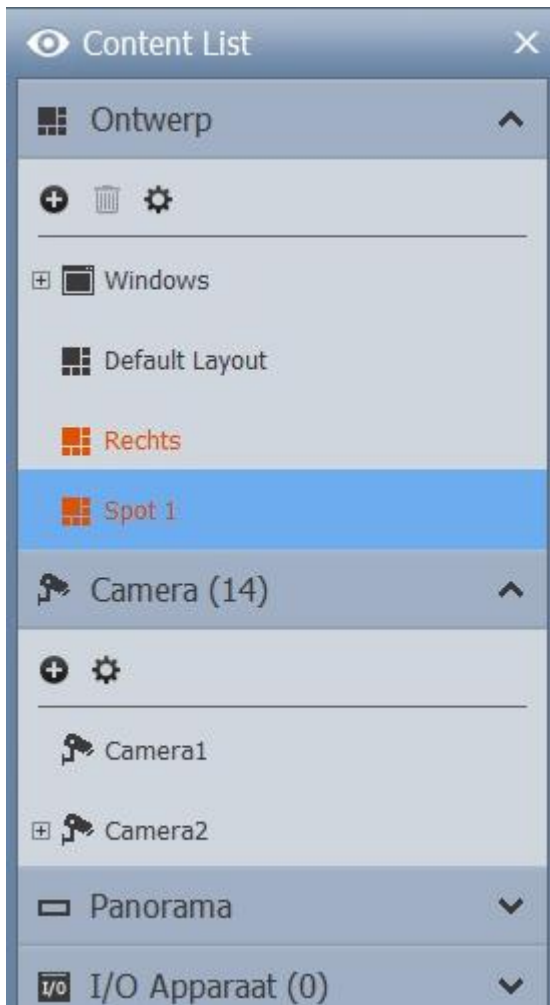 Content List
Ontwerp
Windows
Default Layout
Rechts
Spot 1
Camera (14)
Camera1
Camera2
Panorama
I/O I/O Apparaat (0)